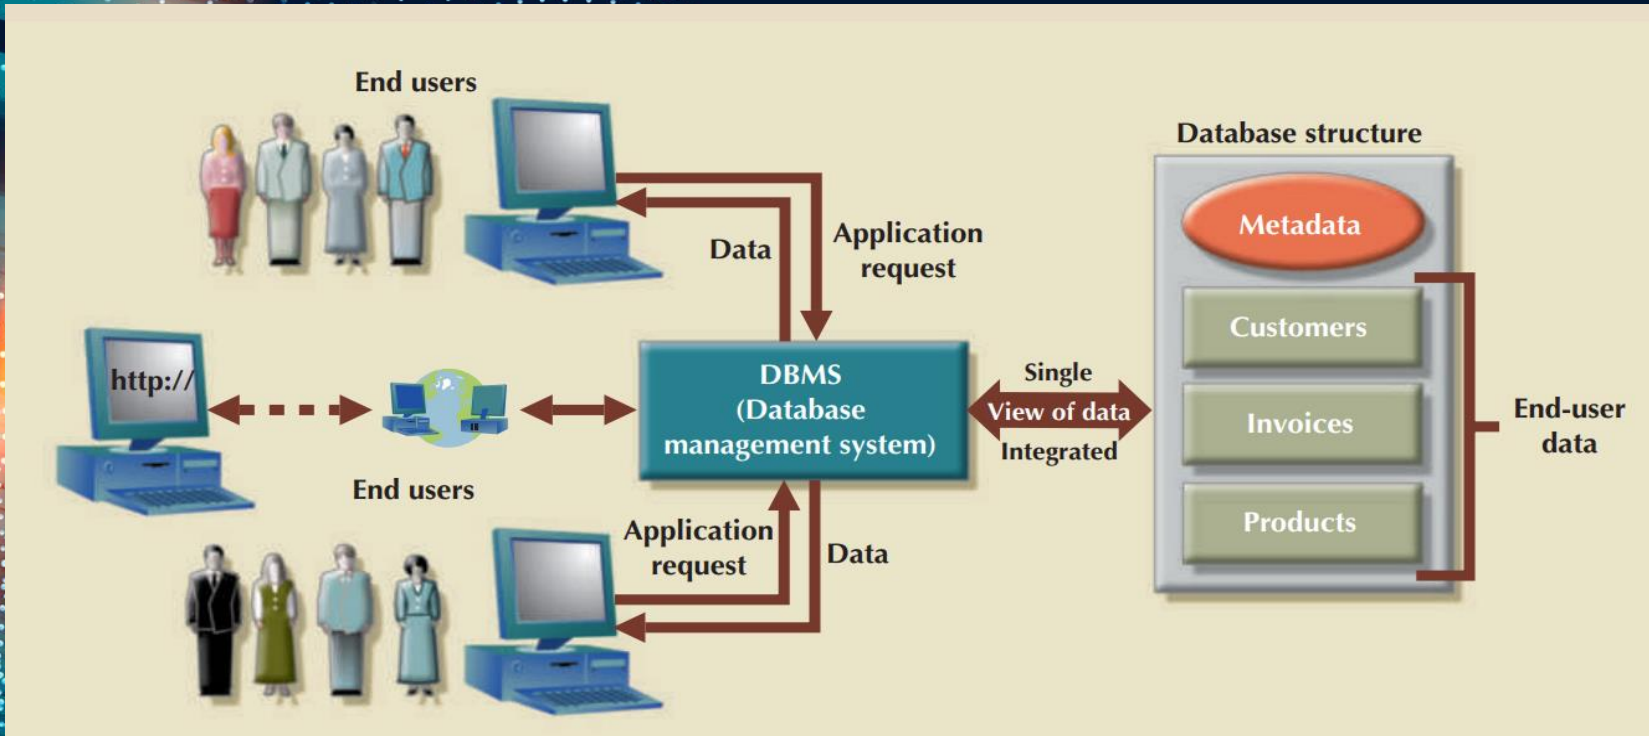 End users
Database structure
Metadata
Data
Application
request
Customers
http://
DBMS
(Database
management system)
Single
View of data
Integrated
Invoices
End-user
data
End users
Application
request
Data
Products